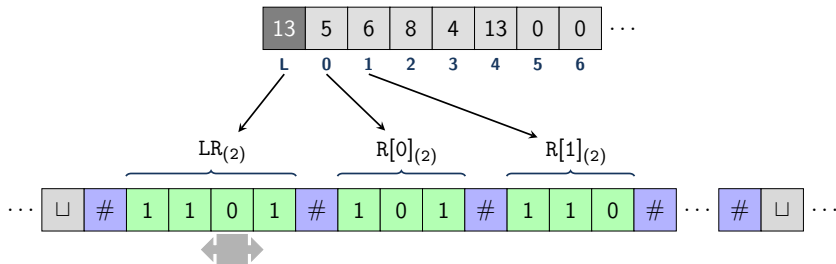 13 5 6 8 4 13 0 0 ⋯
L 0 1 2 3 4 5 6
LR(2) R[0](2) R[1](2)
⋯ ⊔ # 1 1 0 1 # 1 0 1 # 1 1 0 # ⋯ # ⊔ ⋯